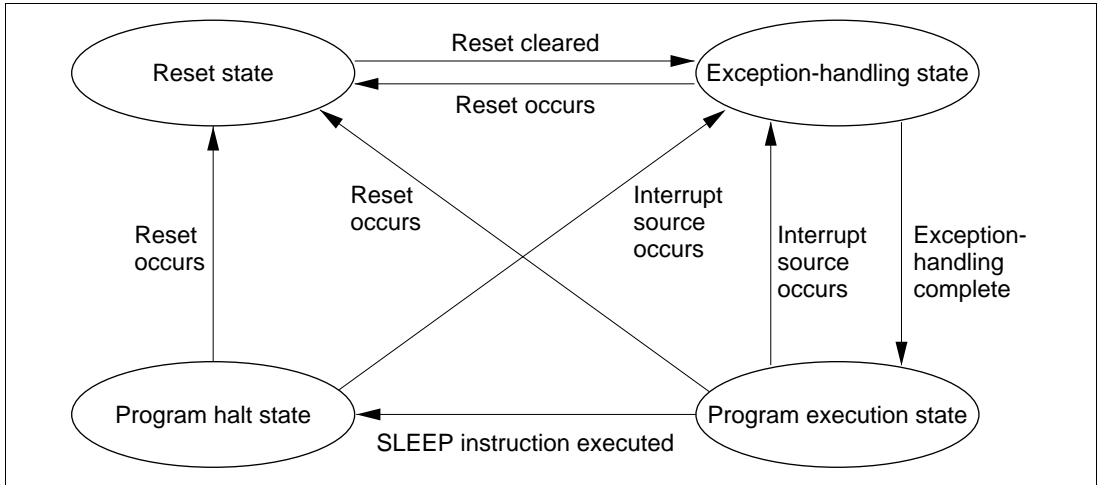 Reset cleared
Reset state
Exception-handling state
Reset occurs
Reset
occurs
Interrupt
source
occurs
Reset
occurs
Interrupt
source
occurs
Exception-
handling
complete
Program halt state
Program execution state
SLEEP instruction executed